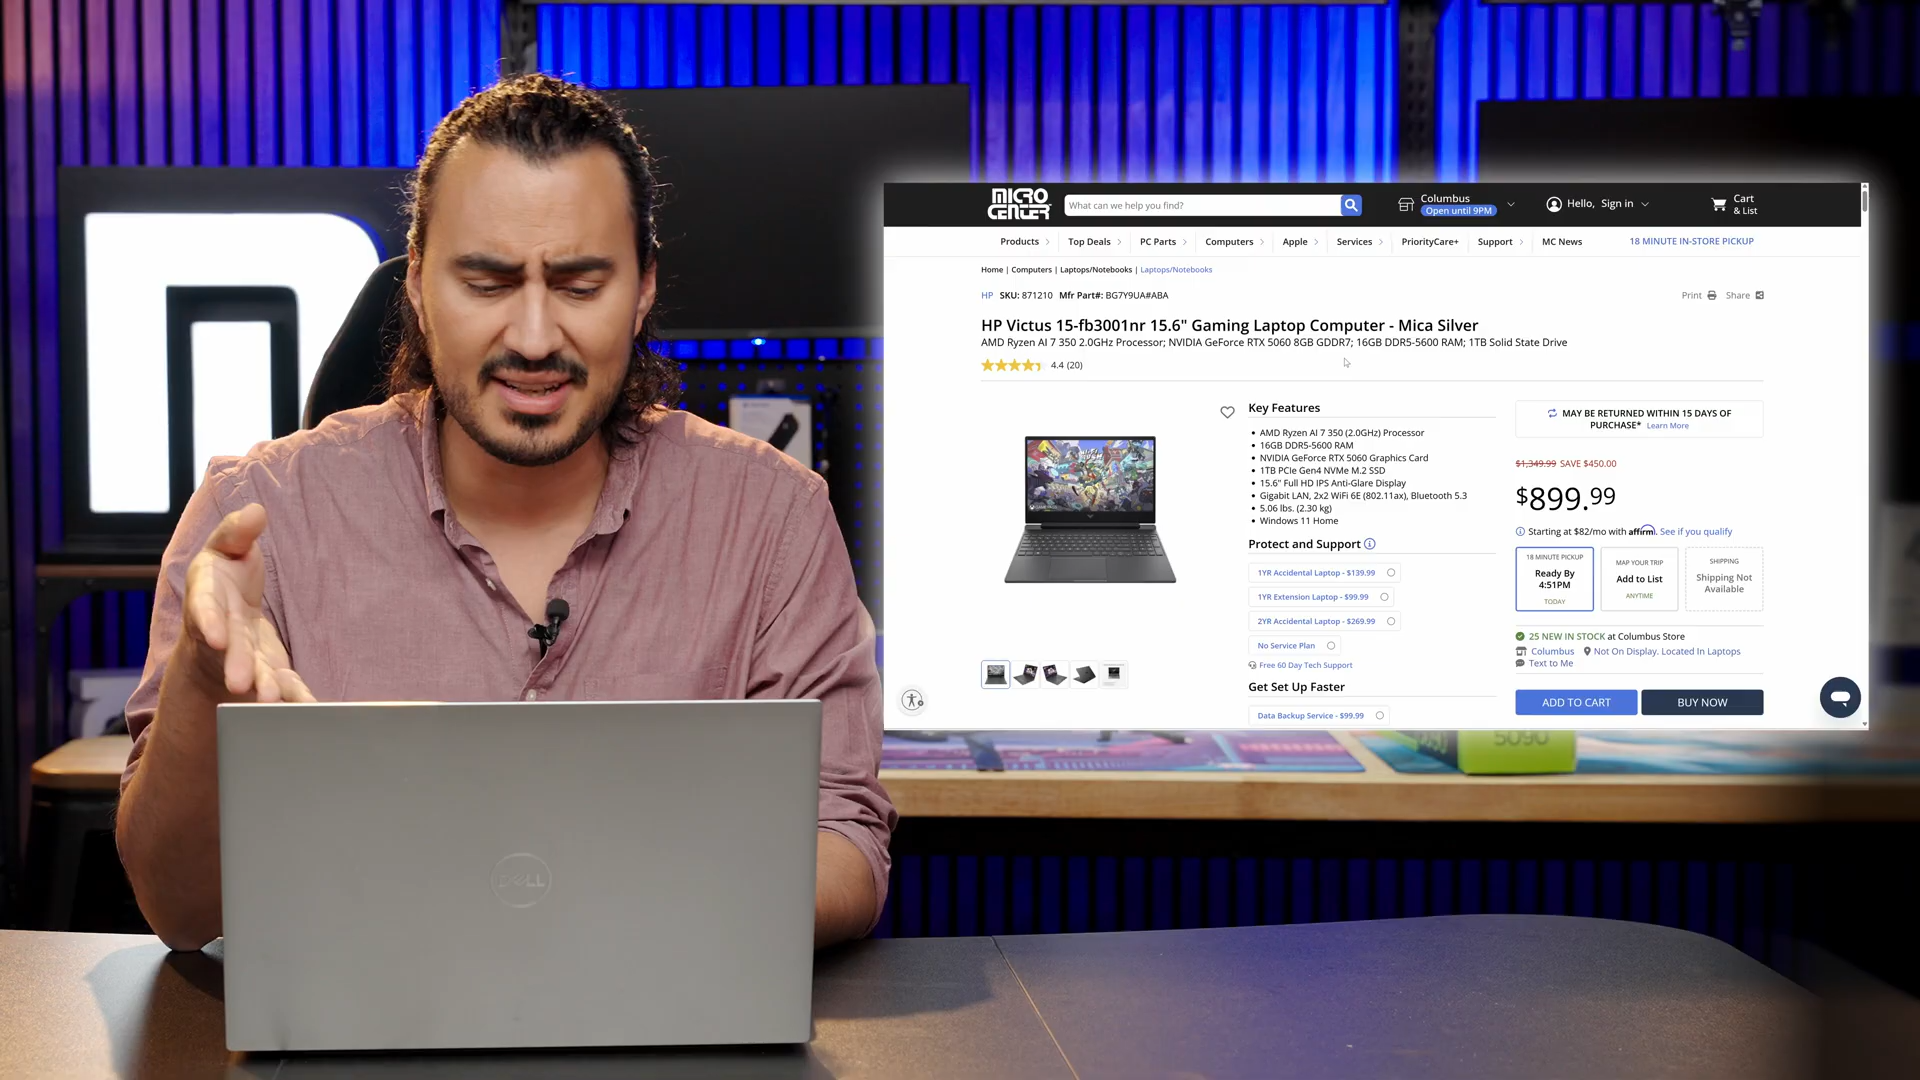 MICRO
CENTER
What can we help you find?
Columbus
Open until 9PM
Hello, Sign in
Cart
& List
Products
Top Deals
PC Parts
Computers
Apple
Services
PriorityCare+
Support
MC News
18 MINUTE IN-STORE PICKUP
Home | Computers | Laptops/Notebooks | Laptops/Notebooks
HP SKU: 871210 Mfr Part#: BG7Y9UA#ABA
Print
Share
HP Victus 15-fb3001nr 15.6" Gaming Laptop Computer - Mica Silver
AMD Ryzen AI 7 350 2.0GHz Processor; NVIDIA GeForce RTX 5060 8GB GDDR7; 16GB DDR5-5600 RAM; 1TB Solid State Drive
4.4 (20)
Key Features
AMD Ryzen AI 7 350 (2.0GHz) Processor
16GB DDR5-5600 RAM
NVIDIA GeForce RTX 5060 Graphics Card
1TB PCIe Gen4 NVMe M.2 SSD
15.6" Full HD IPS Anti-Glare Display
Gigabit LAN, 2x2 WiFi 6E (802.11ax), Bluetooth 5.3
5.06 lbs. (2.30 kg)
Windows 11 Home
Protect and Support
1YR Accidental Laptop - $139.99
1YR Extension Laptop - $99.99
2YR Accidental Laptop - $269.99
No Service Plan
Free 60 Day Tech Support
Get Set Up Faster
Data Backup Service - $99.99
MAY BE RETURNED WITHIN 15 DAYS OF
PURCHASE* Learn More
$1,349.99 SAVE $450.00
$899.99
Starting at $82/mo with affirm. See if you qualify
18 MINUTE PICKUP
Ready By
4:51PM
TODAY
MAP YOUR TRIP
Add to List
ANYTIME
SHIPPING
Shipping Not
Available
25 NEW IN STOCK at Columbus Store
Columbus
Not On Display. Located In Laptops
Text to Me
ADD TO CART
BUY NOW
5090
DELL